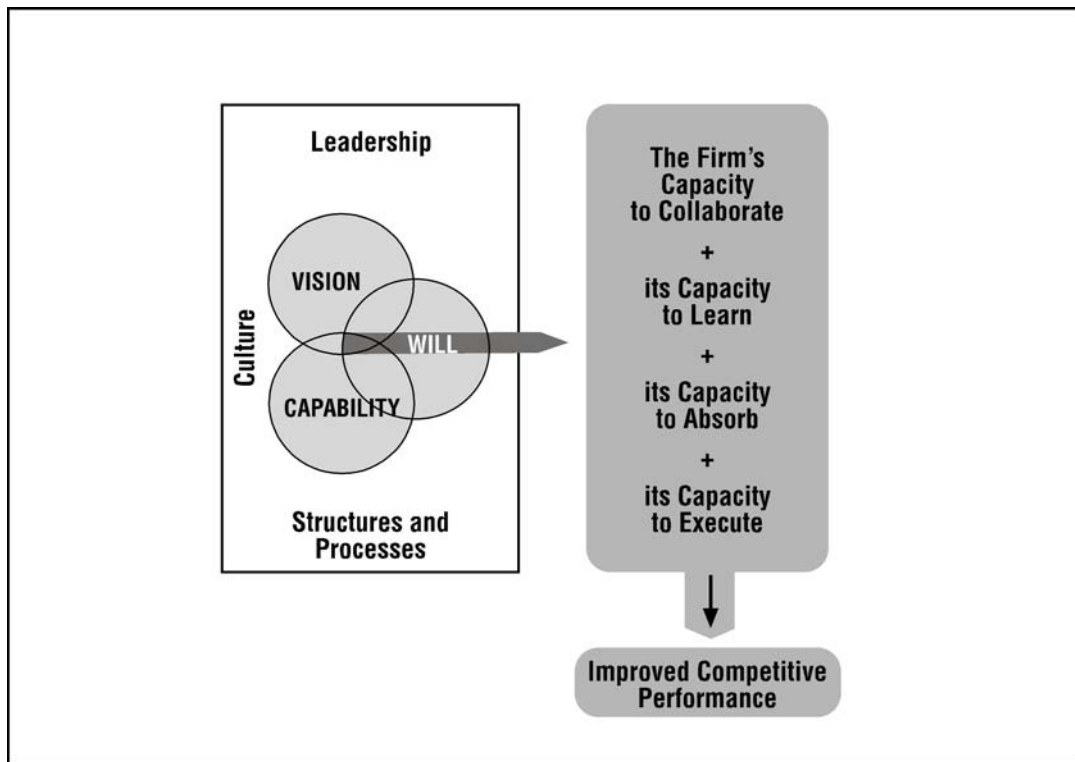 Leadership
VISION
WILL
Culture
CAPABILITY
Structures and
Processes
The Firm's
Capacity
to Collaborate
+
its Capacity
to Learn
+
its Capacity
to Absorb
+
its Capacity
to Execute
Improved Competitive
Performance